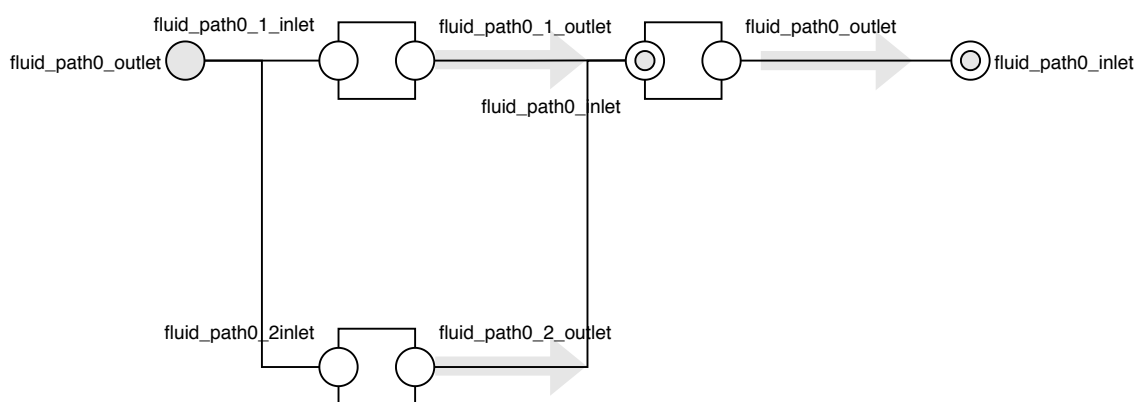 fluid_path0_1_inlet
fluid_path0_1_outlet
fluid_path0_outlet
fluid_path0_outlet
fluid_path0_inlet
fluid_path0_inlet
fluid_path0_2inlet
fluid_path0_2_outlet